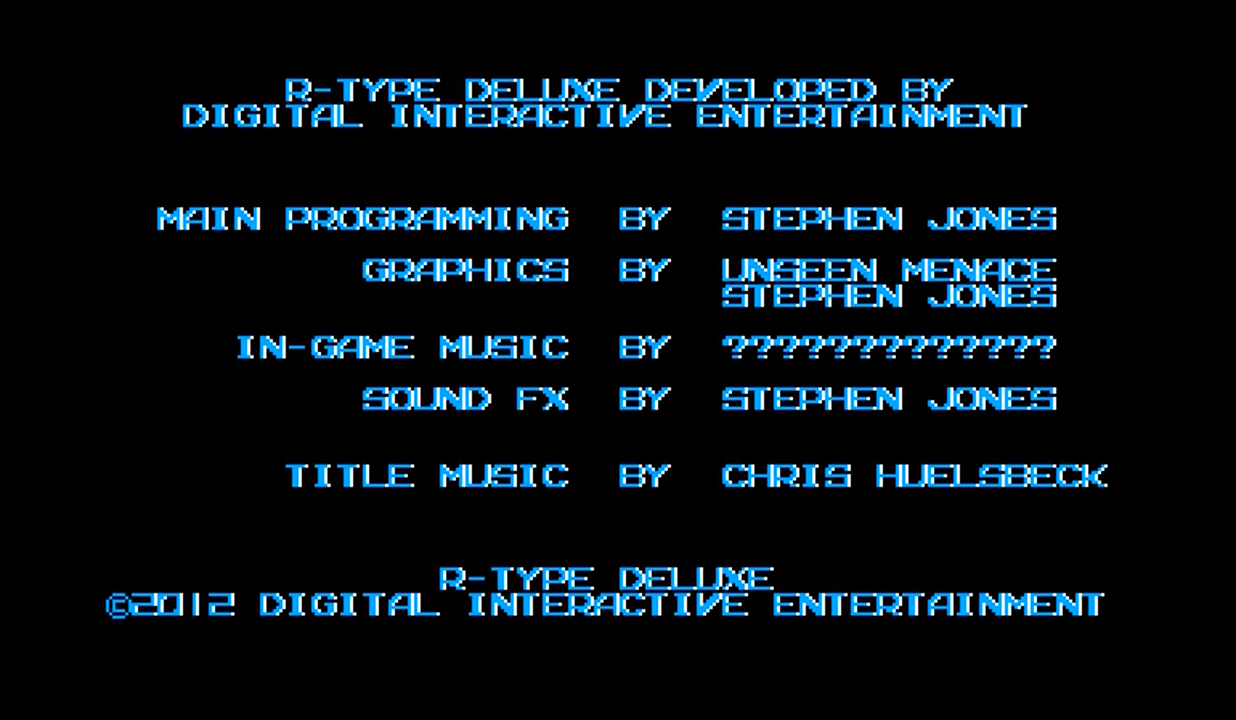 R-TYPE DELUXE DEVELOPED BY
DIGITAL INTERACTIVE ENTERTAINMENT
MAIN PROGRAMMING BY STEPHEN JONES
GRAPHICS BY UNSEEN MENACE
STEPHEN JONES
IN-GAME MUSIC BY ?????????????
SOUND FX BY STEPHEN JONES
TITLE MUSIC BY CHRIS HUELSBECK
R-TYPE DELUXE
©2012 DIGITAL INTERACTIVE ENTERTAINMENT